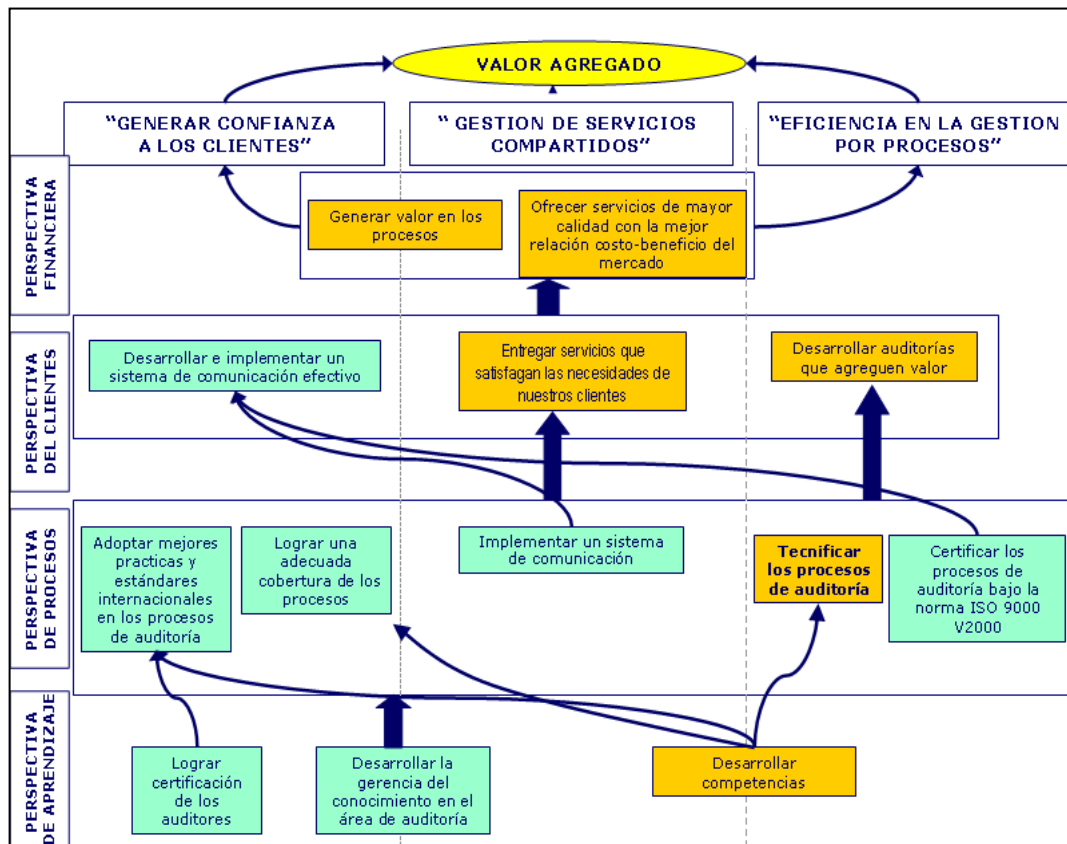 VALOR AGREGADO
“GENERAR CONFIANZA
A LOS CLIENTES”
“ GESTION DE SERVICIOS
COMPARTIDOS”
“EFICIENCIA EN LA GESTION
POR PROCESOS”
PERSPECTIVA
FINANCIERA
Generar valor en los
procesos
Ofrecer servicios de mayor
calidad con la mejor
relación costo-beneficio del
mercado
PERSPECTIVA
DEL CLIENTES
Desarrollar e implementar un
sistema de comunicación efectivo
Entregar servicios que
satisfagan las necesidades de
nuestros clientes
Desarrollar auditorías
que agreguen valor
PERSPECTIVA
DE PROCESOS
Adoptar mejores
practicas y
estándares
internacionales
en los procesos
de auditoría
Lograr una
adecuada
cobertura de los
procesos
Implementar un sistema
de comunicación
Tecnificar
los procesos
de auditoría
Certificar los
procesos de
auditoría bajo la
norma ISO 9000
V2000
PERSPECTIVA
DE APRENDIZAJE
Lograr
certificación
de los
auditores
Desarrollar la
gerencia del
conocimiento en el
área de auditoría
Desarrollar
competencias